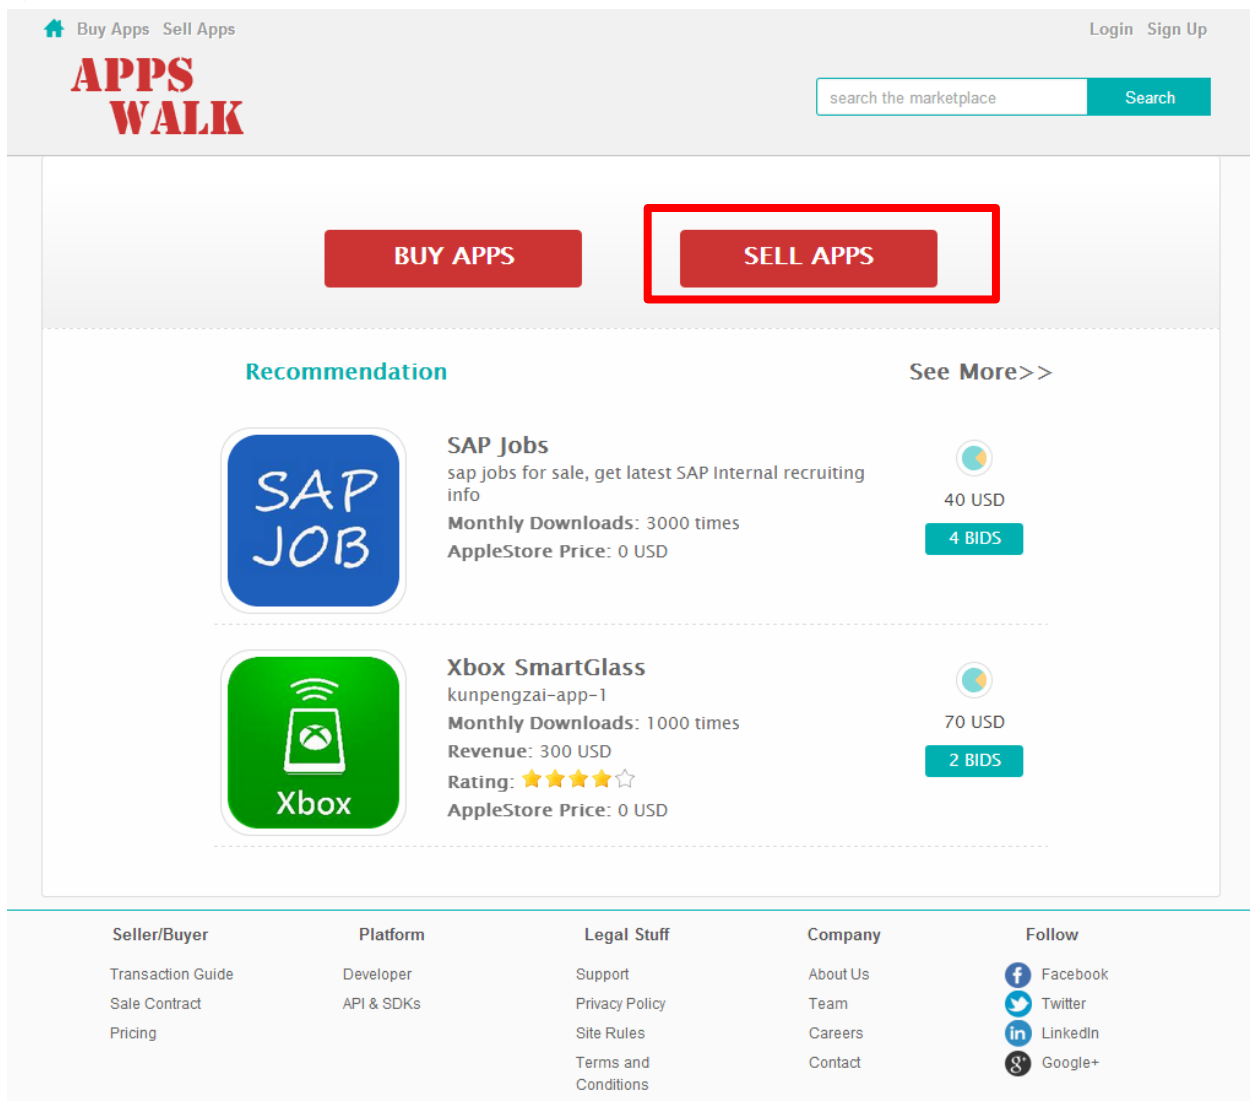 Buy Apps Sell Apps
Login Sign Up
APPS
WALK
search the marketplace
Search
BUY APPS
SELL APPS
Recommendation
See More>>
SAP
JOB
SAP Jobs
sap jobs for sale, get latest SAP Internal recruiting
info
Monthly Downloads: 3000 times
AppleStore Price: 0 USD
40 USD
4 BIDS
Xbox
Xbox SmartGlass
kunpengzai-app-1
Monthly Downloads: 1000 times
Revenue: 300 USD
Rating:
AppleStore Price: 0 USD
70 USD
2 BIDS
Seller/Buyer
Transaction Guide
Sale Contract
Pricing
Platform
Developer
API & SDKs
Legal Stuff
Support
Privacy Policy
Site Rules
Terms and
Conditions
Company
About Us
Team
Careers
Contact
Follow
Facebook
Twitter
LinkedIn
Google+